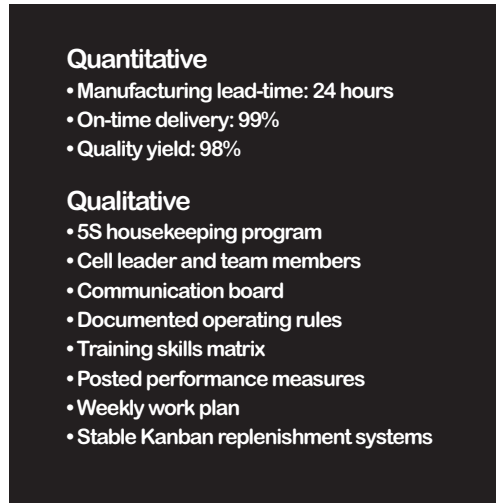 Quantitative
• Manufacturing lead-time: 24 hours
• On-time delivery: 99%
• Quality yield: 98%
Qualitative
• 5S housekeeping program
• Cell leader and team members
• Communication board
• Documented operating rules
• Training skills matrix
• Posted performance measures
• Weekly work plan
• Stable Kanban replenishment systems